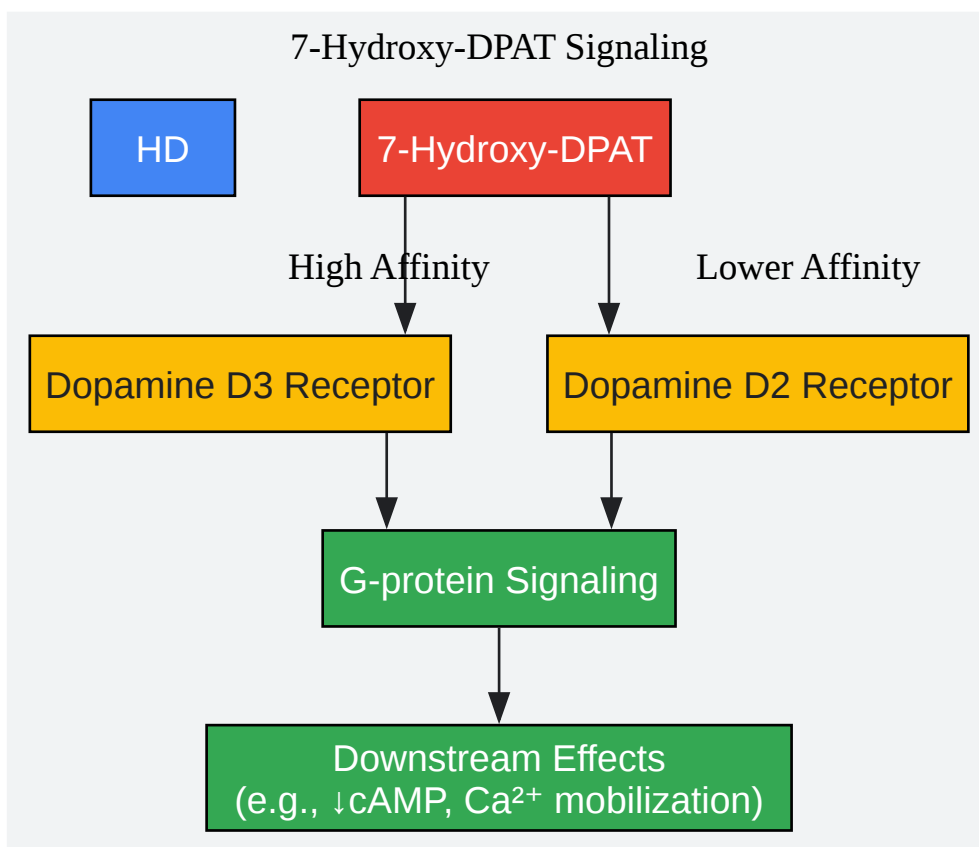 7-Hydroxy-DPAT Signaling
HD
7-Hydroxy-DPAT
High Affinity
Lower Affinity
Dopamine D3 Receptor
Dopamine D2 Receptor
G-protein Signaling
Downstream Effects
(e.g., ↓cAMP, Ca²⁺ mobilization)